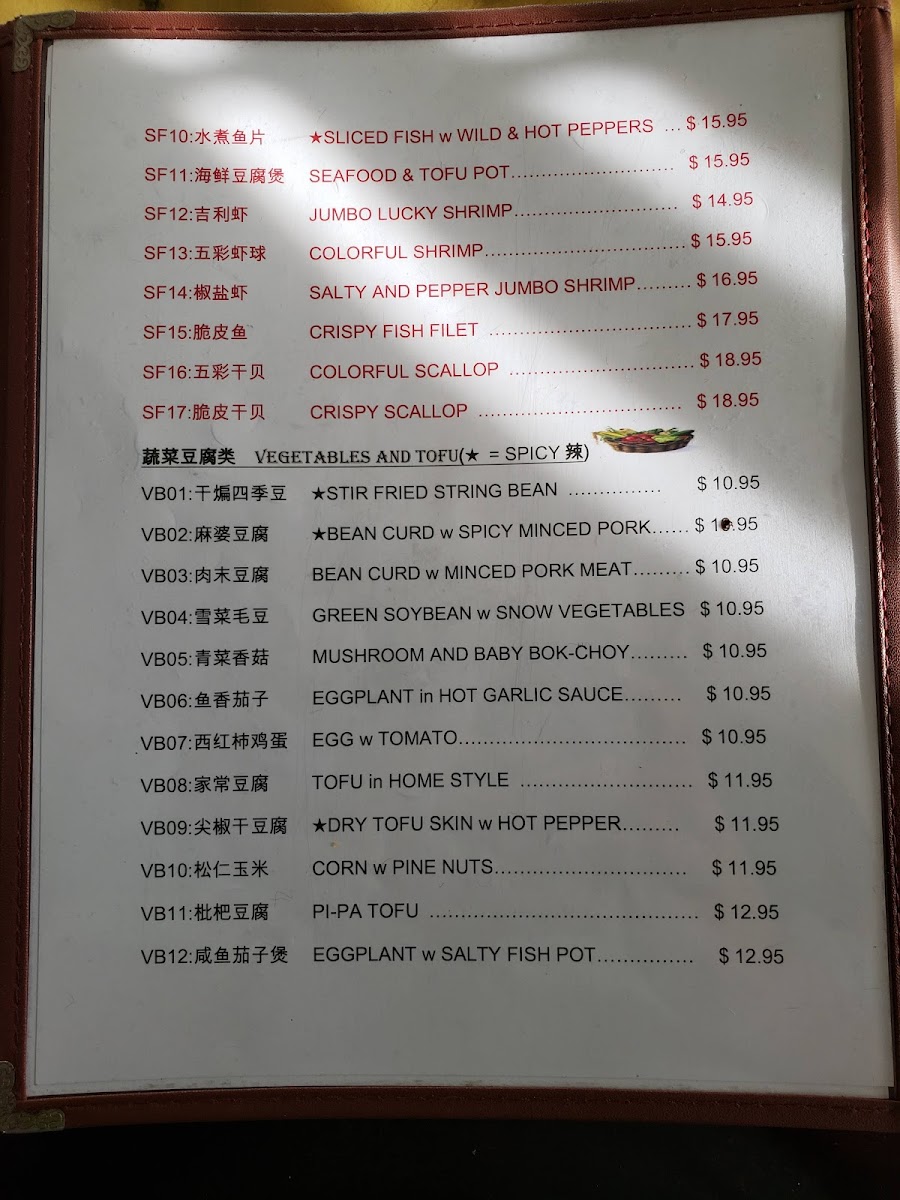 SF10:水煮鱼片 ★SLICED FISH w WILD & HOT PEPPERS ... $ 15.95
SF11:海鲜豆腐煲 SEAFOOD & TOFU POT.......................... $ 15.95
SF12:吉利虾 JUMBO LUCKY SHRIMP.......................... $ 14.95
SF13:五彩虾球 COLORFUL SHRIMP................................ $ 15.95
SF14:椒盐虾 SALTY AND PEPPER JUMBO SHRIMP......... $ 16.95
SF15:脆皮鱼 CRISPY FISH FILET ................................ $ 17.95
SF16:五彩干贝 COLORFUL SCALLOP ............................. $ 18.95
SF17:脆皮干贝 CRISPY SCALLOP ................................ $ 18.95
蔬菜豆腐类 VEGETABLES AND TOFU(★ = SPICY 辣)
VB01:干煸四季豆 ★STIR FRIED STRING BEAN ............... $ 10.95
VB02:麻婆豆腐 ★BEAN CURD w SPICY MINCED PORK......
VB03:肉末豆腐 BEAN CURD w MINCED PORK MEAT......... $ 10.95
VB04:雪菜毛豆 GREEN SOYBEAN w SNOW VEGETABLES $ 10.95
VB05:青菜香菇 MUSHROOM AND BABY BOK-CHOY......... $ 10.95
VB06:鱼香茄子 EGGPLANT in HOT GARLIC SAUCE......... $ 10.95
VB07:西红柿鸡蛋 EGG w TOMATO.................................... $ 10.95
VB08:家常豆腐 TOFU in HOME STYLE ........................... $ 11.95
VB09:尖椒干豆腐 ★DRY TOFU SKIN w HOT PEPPER......... $ 11.95
VB10:松仁玉米 CORN w PINE NUTS............................... $ 11.95
VB11:枇杷豆腐 PI-PA TOFU .......................................... $ 12.95
VB12:咸鱼茄子煲 EGGPLANT w SALTY FISH POT............... $ 12.95